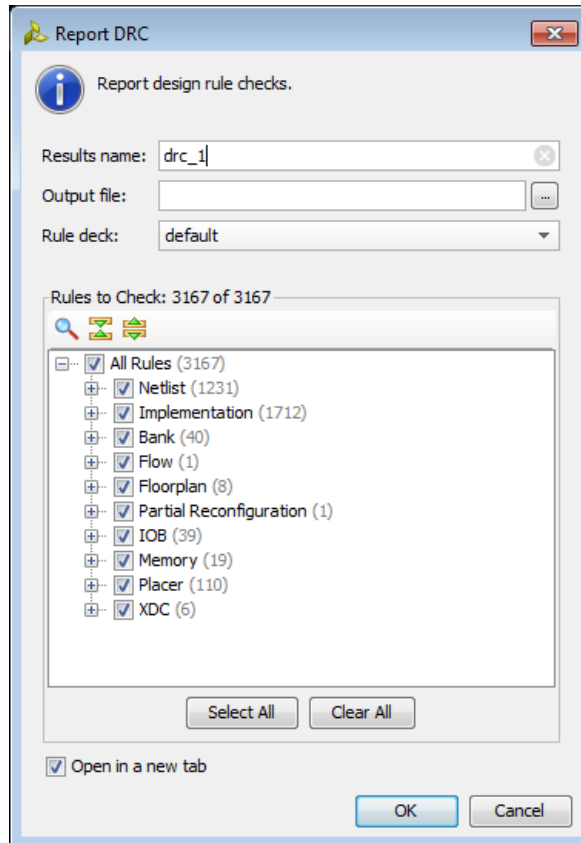 Report DRC
Report design rule checks.
Results name: drc_1
Output file:
...
Rule deck: default
Rules to Check: 3167 of 3167
All Rules (3167)
Netlist (1231)
Implementation (1712)
Bank (40)
Flow (1)
Floorplan (8)
Partial Reconfiguration (1)
IOB (39)
Memory (19)
Placer (110)
XDC (6)
Select All Clear All
Open in a new tab
OK Cancel